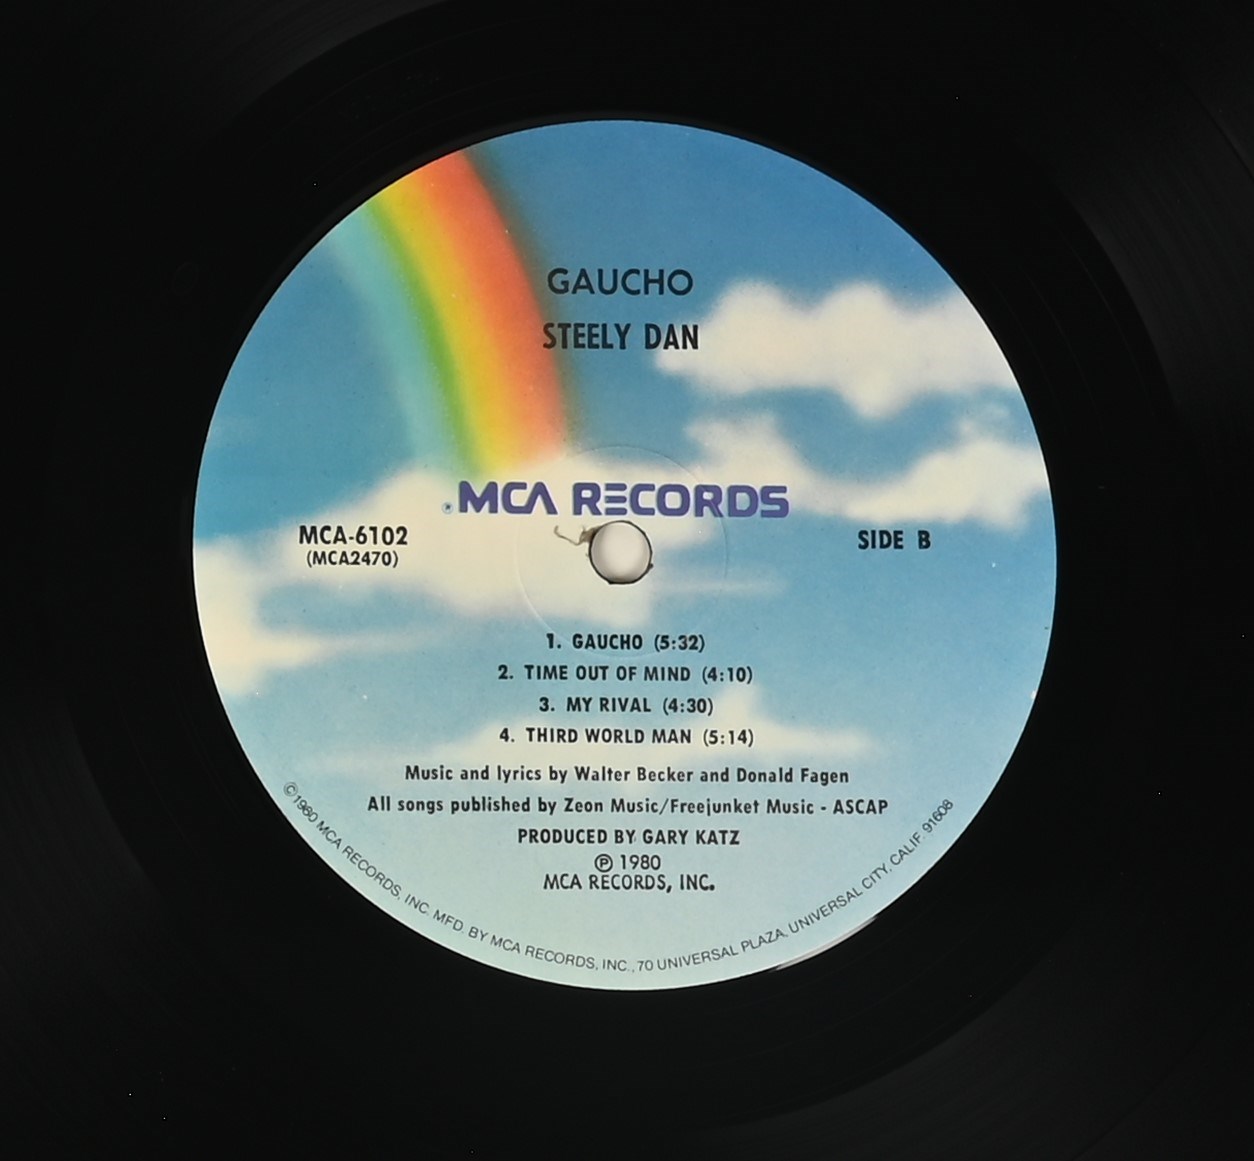 GAUCHO
STEELY DAN
MCA RECORDS
MCA-6102
(MCA2470)
SIDE B
1. GAUCHO (5:32)
2. TIME OUT OF MIND (4:10)
3. MY RIVAL (4:30)
4. THIRD WORLD MAN (5:14)
Music and lyrics by Walter Becker and Donald Fagen
All songs published by Zeon Music/Freejunket Music - ASCAP
PRODUCED BY GARY KATZ
℗ 1980
MCA RECORDS, INC.
©1980 MCA RECORDS, INC. MFD. BY MCA RECORDS, INC., 70 UNIVERSAL PLAZA, UNIVERSAL CITY, CALIF. 91608